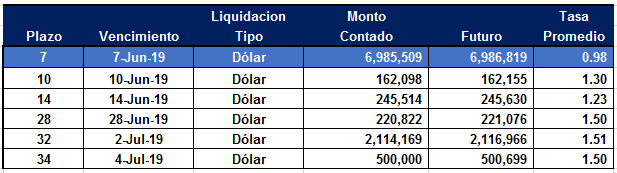 Liquidacion Monto Tasa
Plazo Vencimiento Tipo Contado Futuro Promedio
7 7-Jun-19 Dólar 6,985,509 6,986,819 0.98
10 10-Jun-19 Dólar 162,098 162,155 1.30
14 14-Jun-19 Dólar 245,514 245,630 1.23
28 28-Jun-19 Dólar 220,822 221,076 1.50
32 2-Jul-19 Dólar 2,114,169 2,116,966 1.51
34 4-Jul-19 Dólar 500,000 500,699 1.50